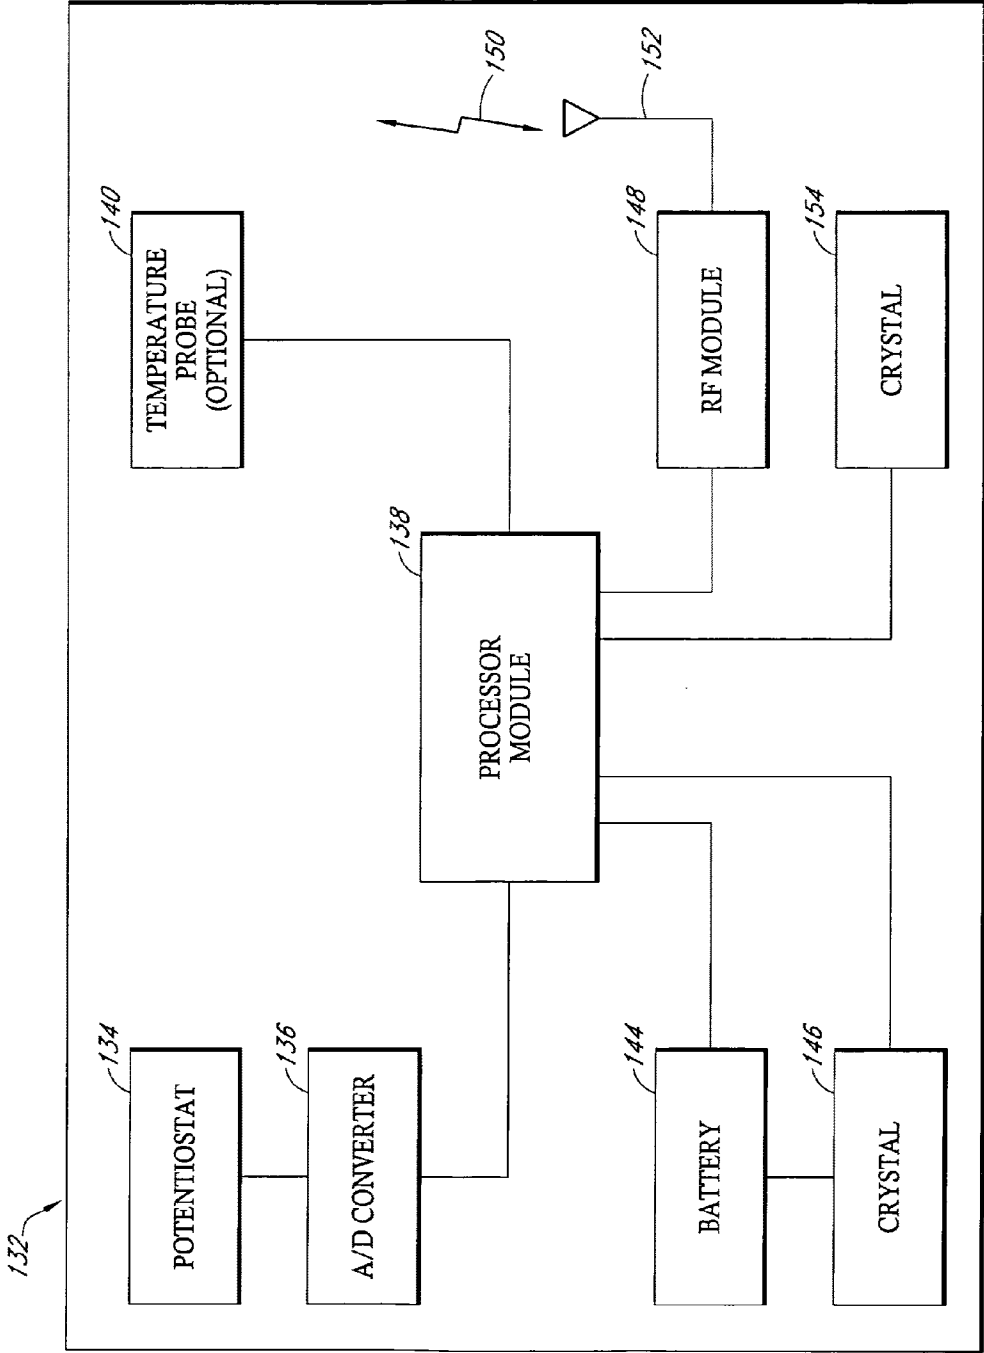 132
134
POTENTIOSTAT
136
A/D CONVERTER
138
PROCESSOR
MODULE
140
TEMPERATURE
PROBE
(OPTIONAL)
144
BATTERY
146
CRYSTAL
148
RF MODULE
150
152
154
CRYSTAL